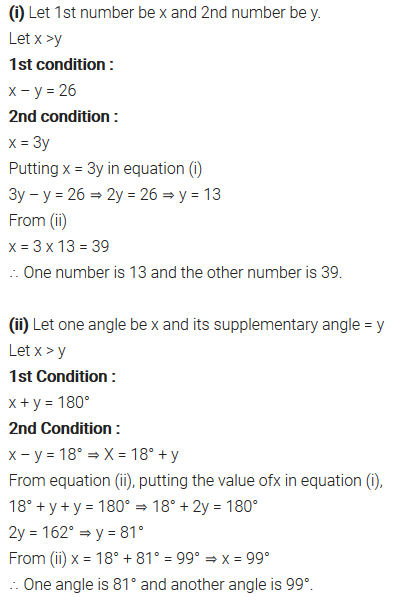 (i) Let 1st number be x and 2nd number be y.
Let x >y
1st condition :
x − y = 26
2nd condition :
x = 3y
Putting x = 3y in equation (i)
3y − y = 26 ⇒ 2y = 26 ⇒ y = 13
From (ii)
x = 3 x 13 = 39
∴ One number is 13 and the other number is 39.
(ii) Let one angle be x and its supplementary angle = y
Let x > y
1st Condition :
x + y = 180°
2nd Condition :
x − y = 18° ⇒ X = 18° + y
From equation (ii), putting the value ofx in equation (i),
18° + y + y = 180° ⇒ 18° + 2y = 180°
2y = 162° ⇒ y = 81°
From (ii) x = 18° + 81° = 99° ⇒ x = 99°
∴ One angle is 81° and another angle is 99°.